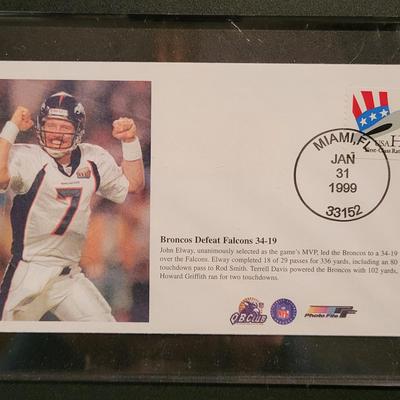 USA H
First-Class Rate
MIAMI, FL
JAN
31
1999
33152
7
Broncos Defeat Falcons 34-19
John Elway, unanimously selected as the game's MVP, led the Broncos to a 34-19
over the Falcons. Elway completed 18 of 29 passes for 336 yards, including an 80
touchdown pass to Rod Smith. Terrell Davis powered the Broncos with 102 yards,
Howard Griffith ran for two touchdowns.
QB CLUB
NFL
Photo File